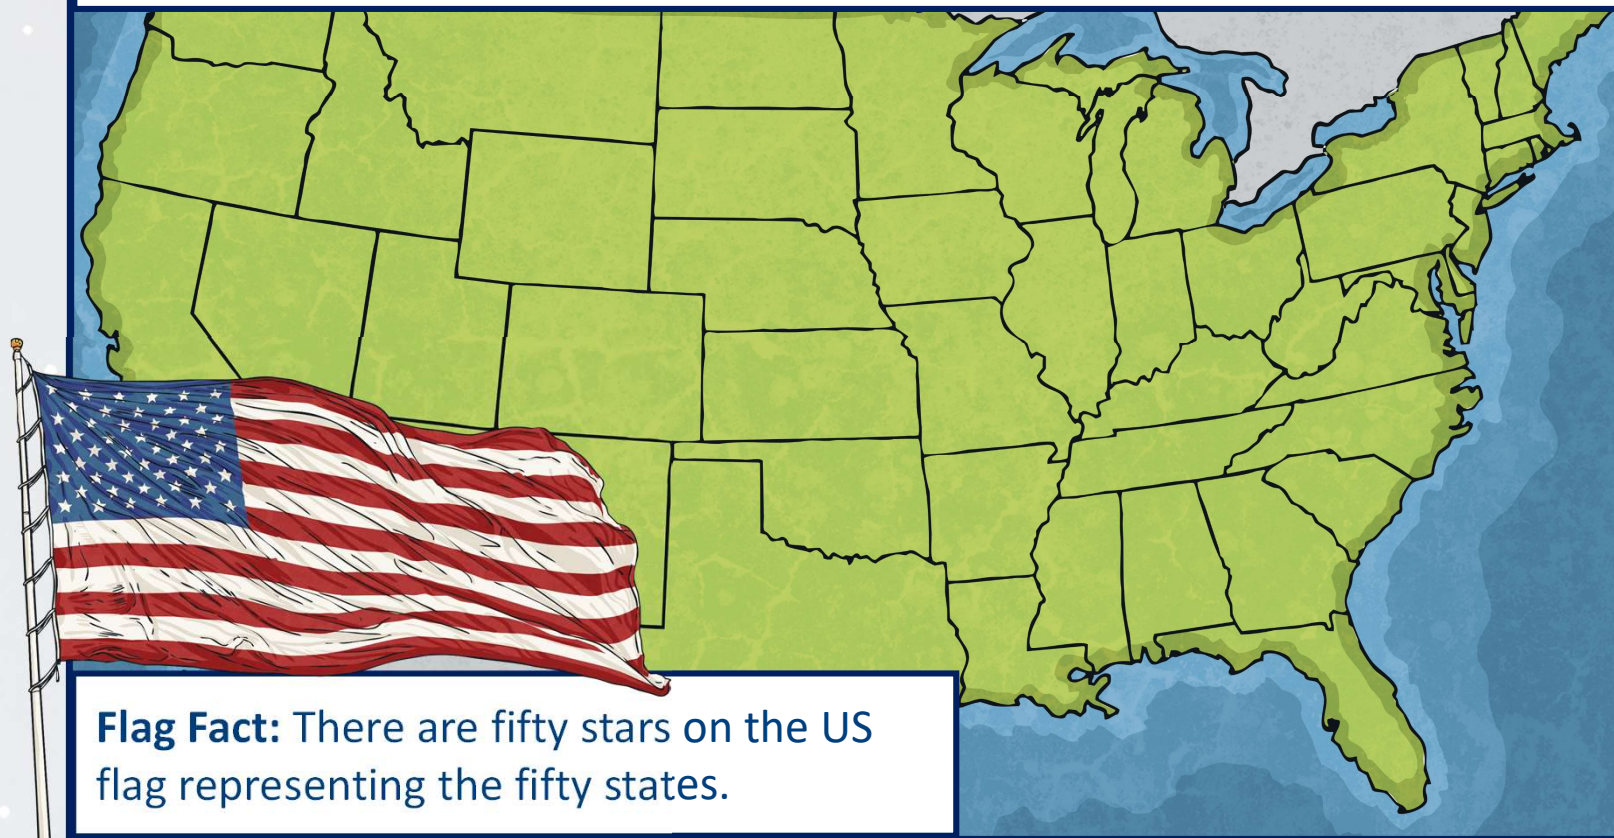 Flag Fact: There are fifty stars on the US
flag representing the fifty states.